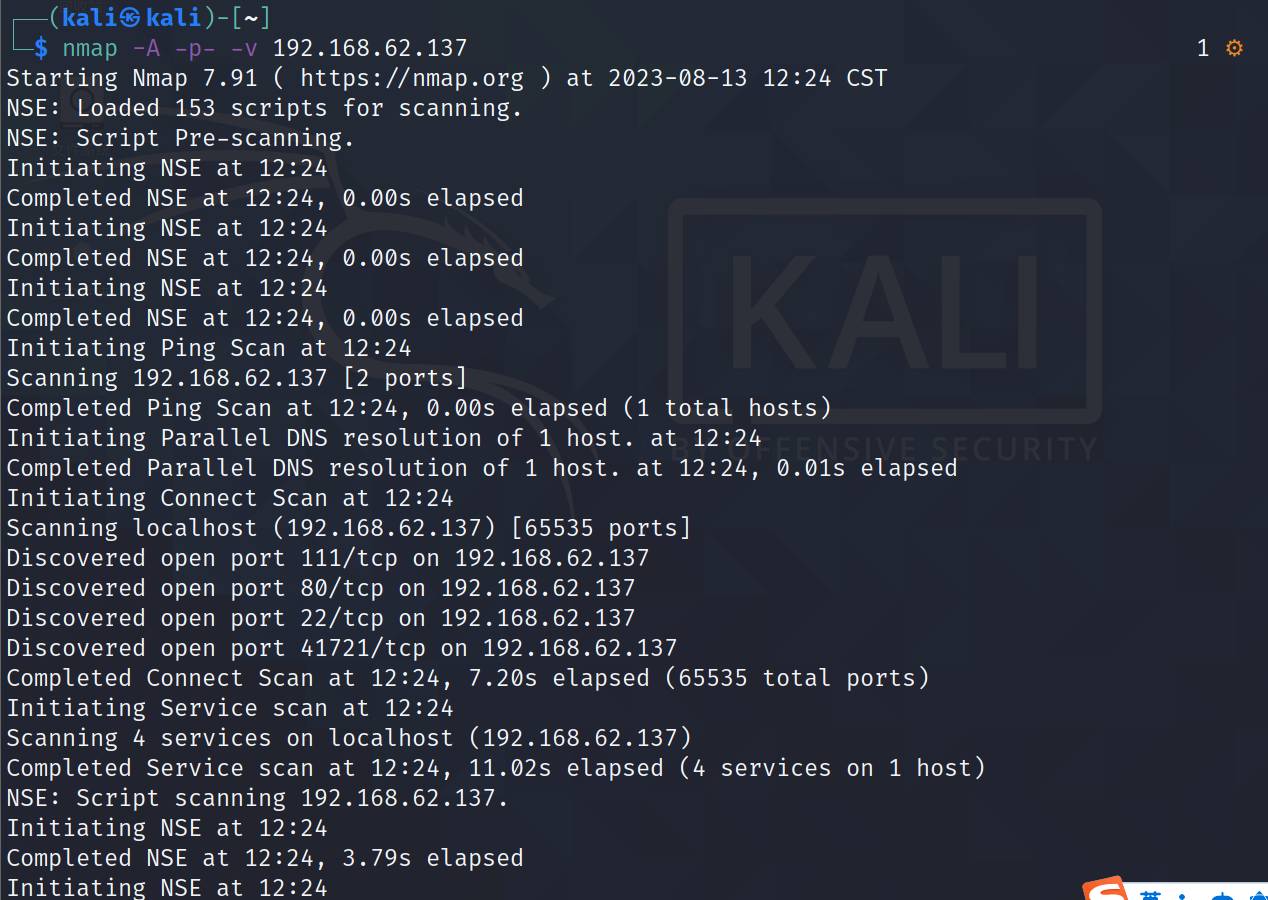 (kali㉿kali)-[~]
$ nmap -A -p- -v 192.168.62.137 1
Starting Nmap 7.91 ( https://nmap.org ) at 2023-08-13 12:24 CST
NSE: Loaded 153 scripts for scanning.
NSE: Script Pre-scanning.
Initiating NSE at 12:24
Completed NSE at 12:24, 0.00s elapsed
Initiating NSE at 12:24
Completed NSE at 12:24, 0.00s elapsed
Initiating NSE at 12:24
Completed NSE at 12:24, 0.00s elapsed
Initiating Ping Scan at 12:24
Scanning 192.168.62.137 [2 ports]
Completed Ping Scan at 12:24, 0.00s elapsed (1 total hosts)
Initiating Parallel DNS resolution of 1 host. at 12:24
Completed Parallel DNS resolution of 1 host. at 12:24, 0.01s elapsed
Initiating Connect Scan at 12:24
Scanning localhost (192.168.62.137) [65535 ports]
Discovered open port 111/tcp on 192.168.62.137
Discovered open port 80/tcp on 192.168.62.137
Discovered open port 22/tcp on 192.168.62.137
Discovered open port 41721/tcp on 192.168.62.137
Completed Connect Scan at 12:24, 7.20s elapsed (65535 total ports)
Initiating Service scan at 12:24
Scanning 4 services on localhost (192.168.62.137)
Completed Service scan at 12:24, 11.02s elapsed (4 services on 1 host)
NSE: Script scanning 192.168.62.137.
Initiating NSE at 12:24
Completed NSE at 12:24, 3.79s elapsed
Initiating NSE at 12:24
KALI
BY OFFENSIVE SECURITY